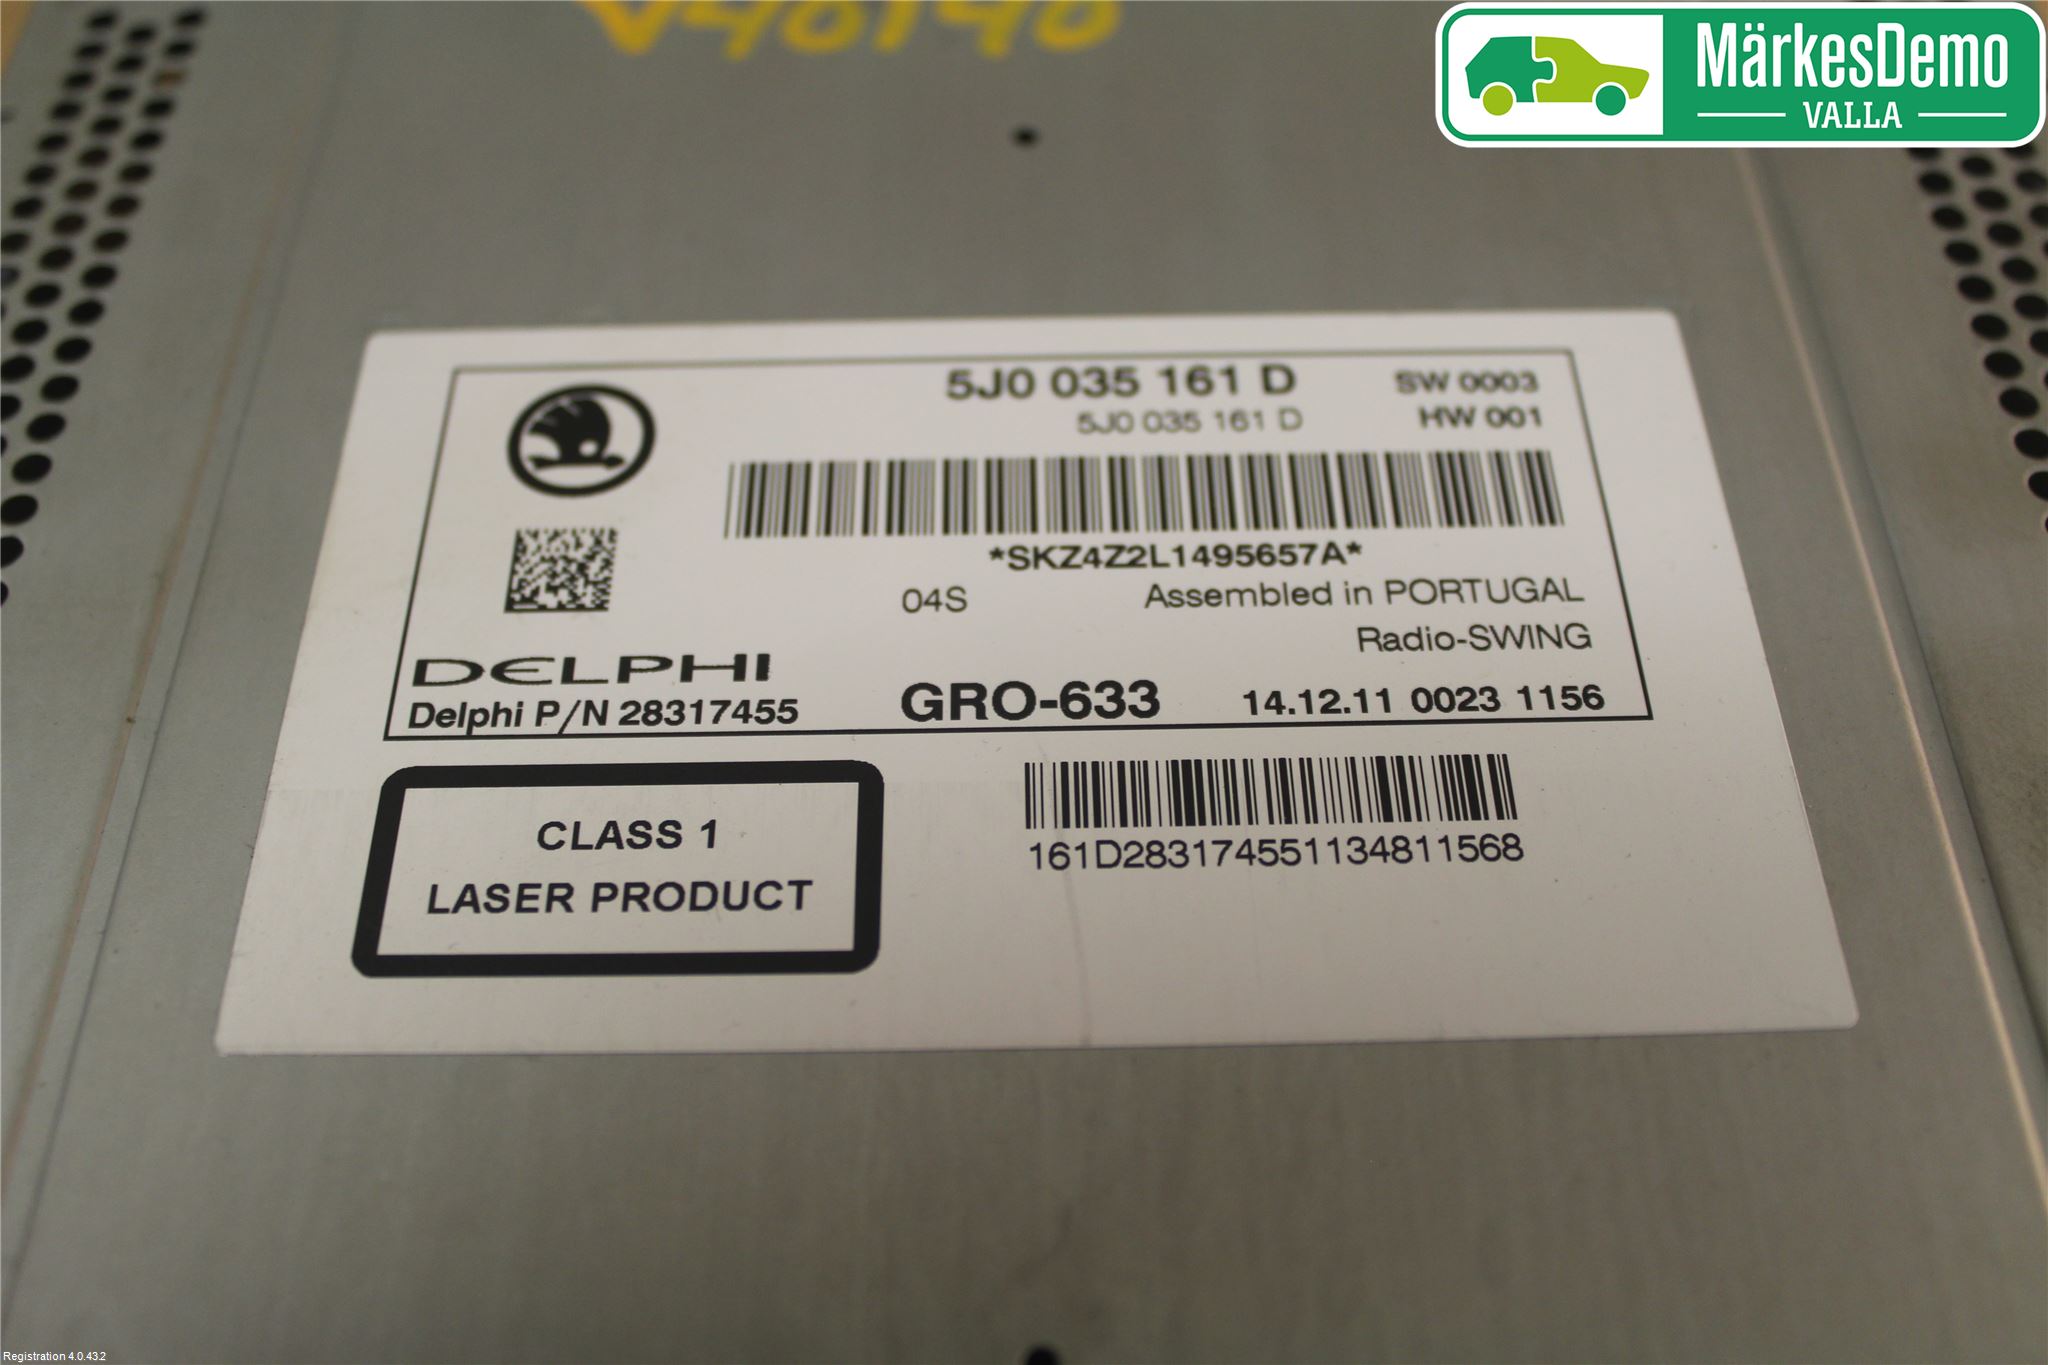 V40140
MärkesDemo
VALLA
5J0 035 161 D
SW 0003
5J0 035 161 D
HW 001
*SKZ4Z2L1495657A*
04S
Assembled in PORTUGAL
Radio-SWING
DELPHI
Delphi P/N 28317455
GRO-633
14.12.11 0023 1156
CLASS 1
LASER PRODUCT
161D283174551134811568
Registration 4.0.43.2